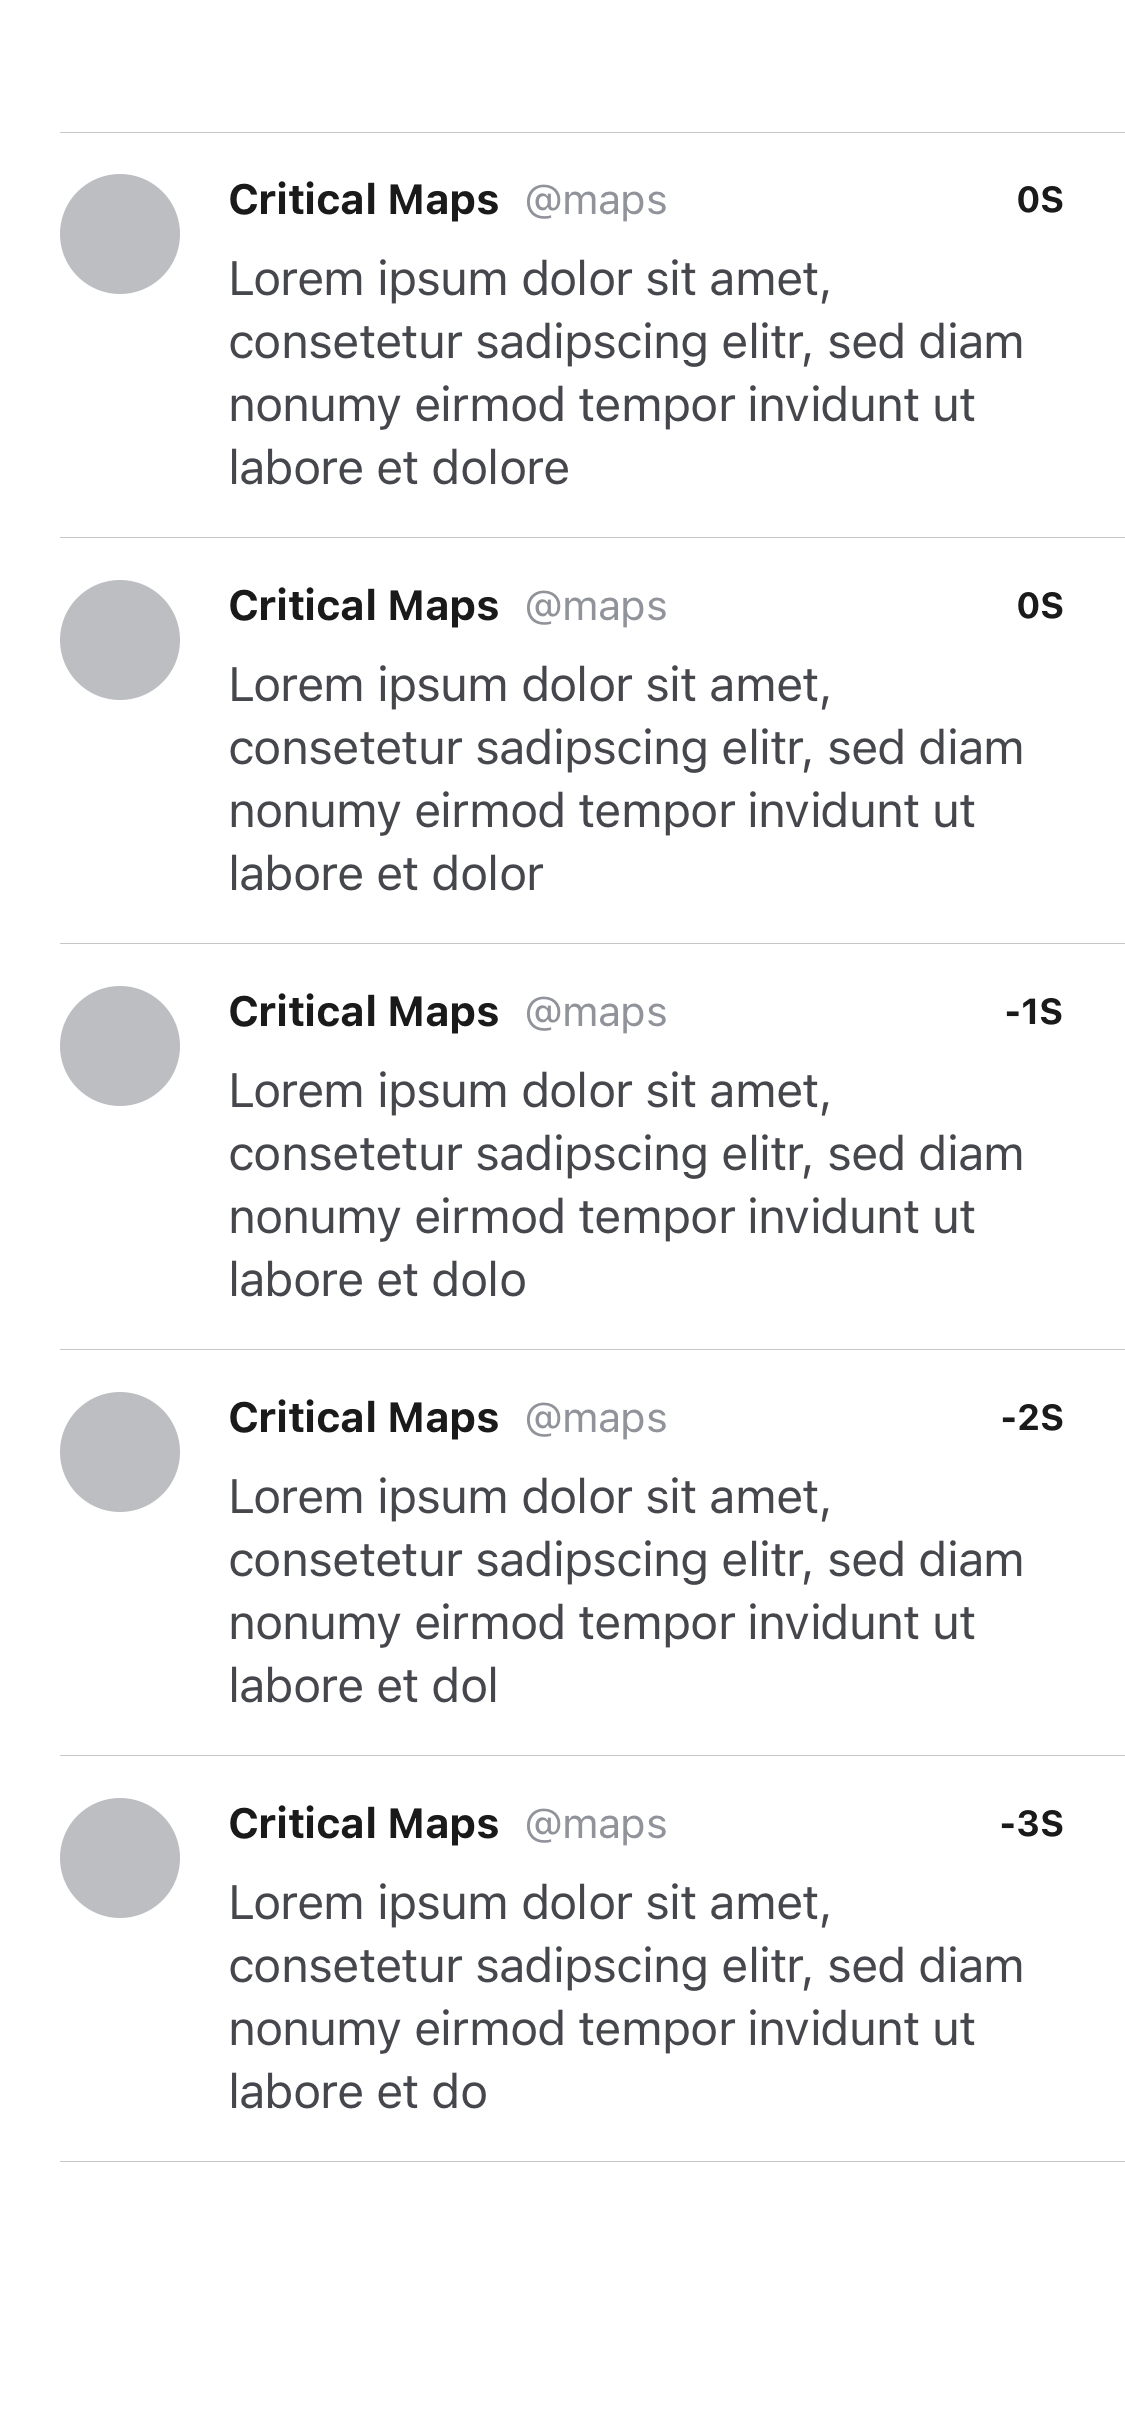 Critical Maps @maps 0S
Lorem ipsum dolor sit amet,
consetetur sadipscing elitr, sed diam
nonumy eirmod tempor invidunt ut
labore et dolore
Critical Maps @maps 0S
Lorem ipsum dolor sit amet,
consetetur sadipscing elitr, sed diam
nonumy eirmod tempor invidunt ut
labore et dolor
Critical Maps @maps -1S
Lorem ipsum dolor sit amet,
consetetur sadipscing elitr, sed diam
nonumy eirmod tempor invidunt ut
labore et dolo
Critical Maps @maps -2S
Lorem ipsum dolor sit amet,
consetetur sadipscing elitr, sed diam
nonumy eirmod tempor invidunt ut
labore et dol
Critical Maps @maps -3S
Lorem ipsum dolor sit amet,
consetetur sadipscing elitr, sed diam
nonumy eirmod tempor invidunt ut
labore et do